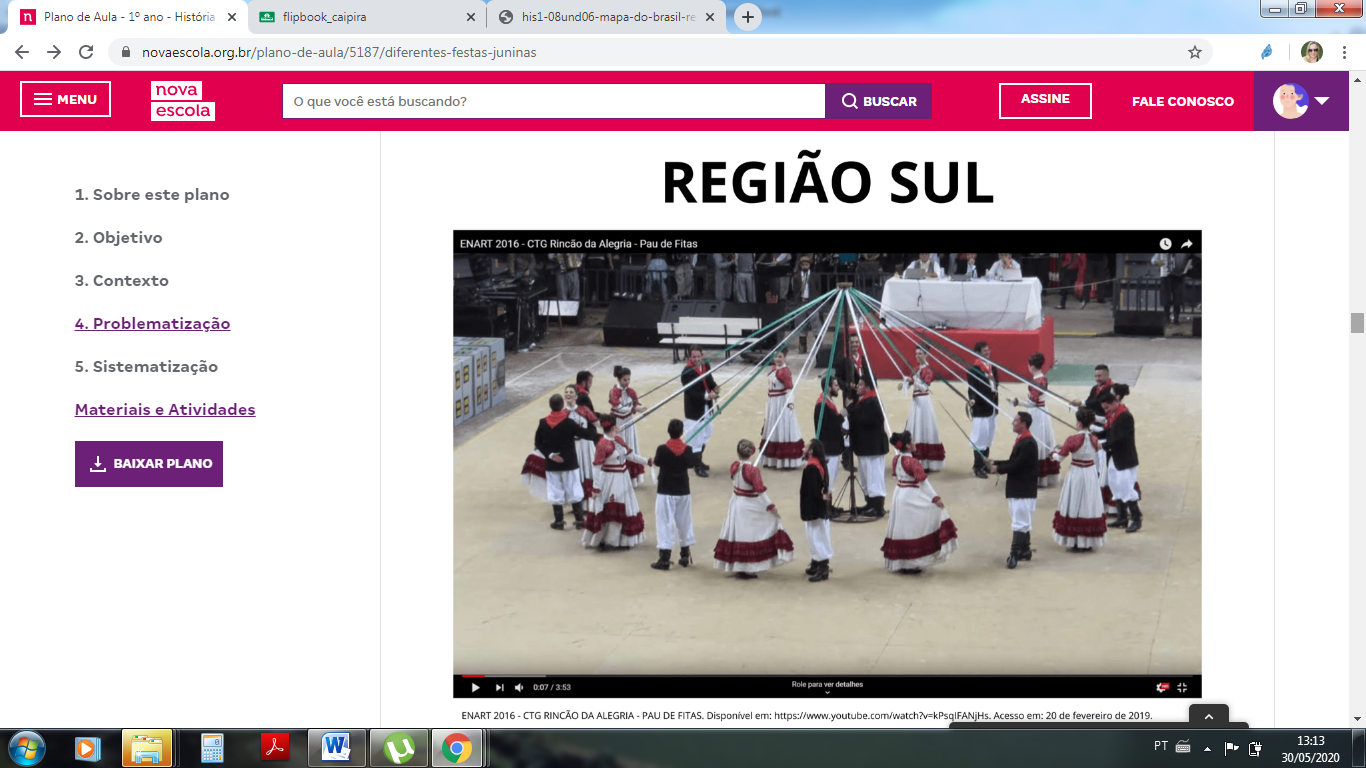 Plano de Aula - 1º ano - História
flipbook_caipira
his1-08und06-mapa-do-brasil-re
novaescola.org.br/plano-de-aula/5187/diferentes-festas-juninas
MENU
nova
escola
O que você está buscando?
BUSCAR
ASSINE
FALE CONOSCO
1. Sobre este plano
2. Objetivo
3. Contexto
4. Problematização
5. Sistematização
Materiais e Atividades
BAIXAR PLANO
REGIÃO SUL
ENART 2016 - CTG Rincão da Alegria - Pau de Fitas
0:07 / 3:53
Role para ver detalhes
ENART 2016 - CTG RINCÃO DA ALEGRIA - PAU DE FITAS. Disponível em: https://www.youtube.com/watch?v=kPsqIFANjHs. Acesso em: 20 de fevereiro de 2019.
PT
13:13
30/05/2020